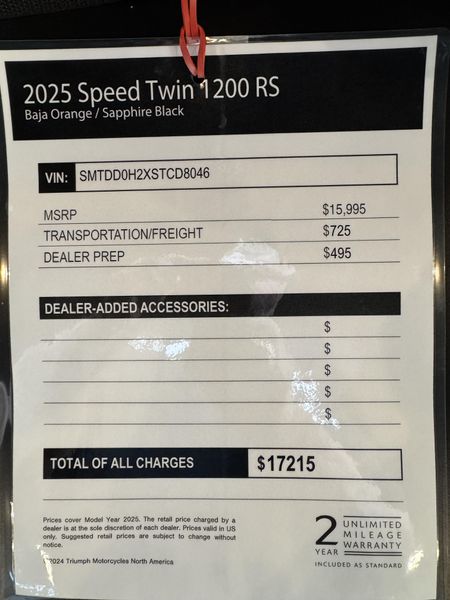 2025 Speed Twin 1200 RS
Baja Orange / Sapphire Black
VIN: SMTDD0H2XSTCD8046
MSRP $15,995
TRANSPORTATION/FREIGHT $725
DEALER PREP $495
DEALER-ADDED ACCESSORIES:
$
$
$
$
$
TOTAL OF ALL CHARGES $17215
Prices cover Model Year 2025. The retail price charged by a
dealer is at the sole discretion of each dealer. Prices valid in US
only. Suggested retail prices are subject to change without
notice.
©2024 Triumph Motorcycles North America
2 YEAR UNLIMITED
MILEAGE
WARRANTY
INCLUDED AS STANDARD